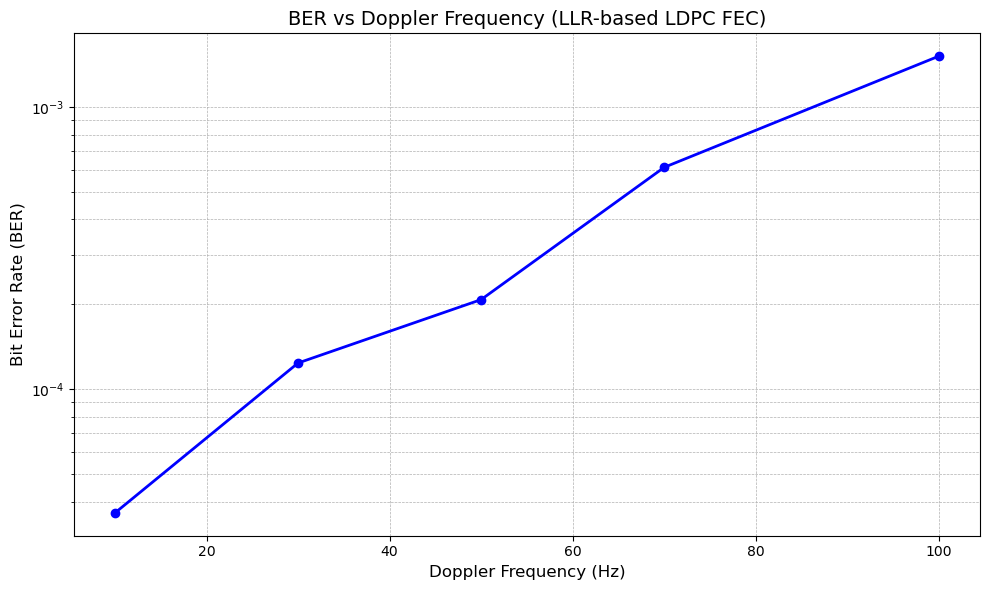 BER vs Doppler Frequency (LLR-based LDPC FEC)
Bit Error Rate (BER)
10⁻³
10⁻⁴
20 40 60 80 100
Doppler Frequency (Hz)